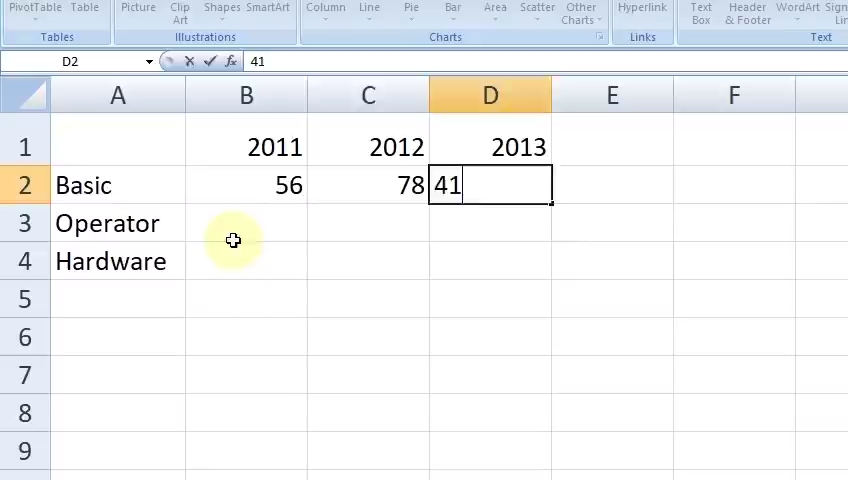 PivotTable Table Picture Clip Shapes SmartArt Column Line Pie Bar Area Scatter Other Hyperlink Text Header WordArt
Art Charts Box & Footer
Tables Illustrations Charts Links Text
D2 fx 41
A B C D E F
1 2011 2012 2013
2 Basic 56 78 41
3 Operator
4 Hardware
5
6
7
8
9